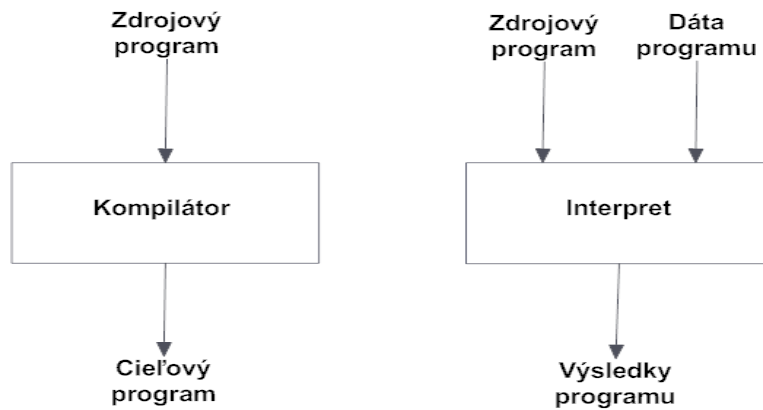 Zdrojový
program
Kompilátor
Cieľový
program
Zdrojový
program
Dáta
programu
Interpret
Výsledky
programu